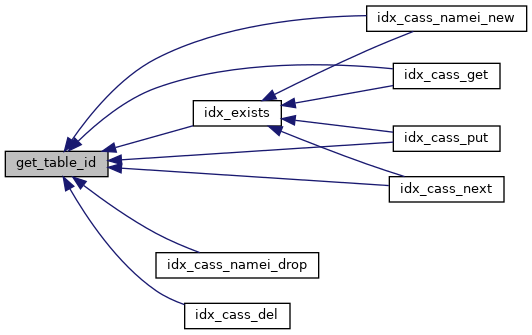 idx_cass_namei_new
idx_cass_get
idx_exists
idx_cass_put
get_table_id
idx_cass_next
idx_cass_namei_drop
idx_cass_del